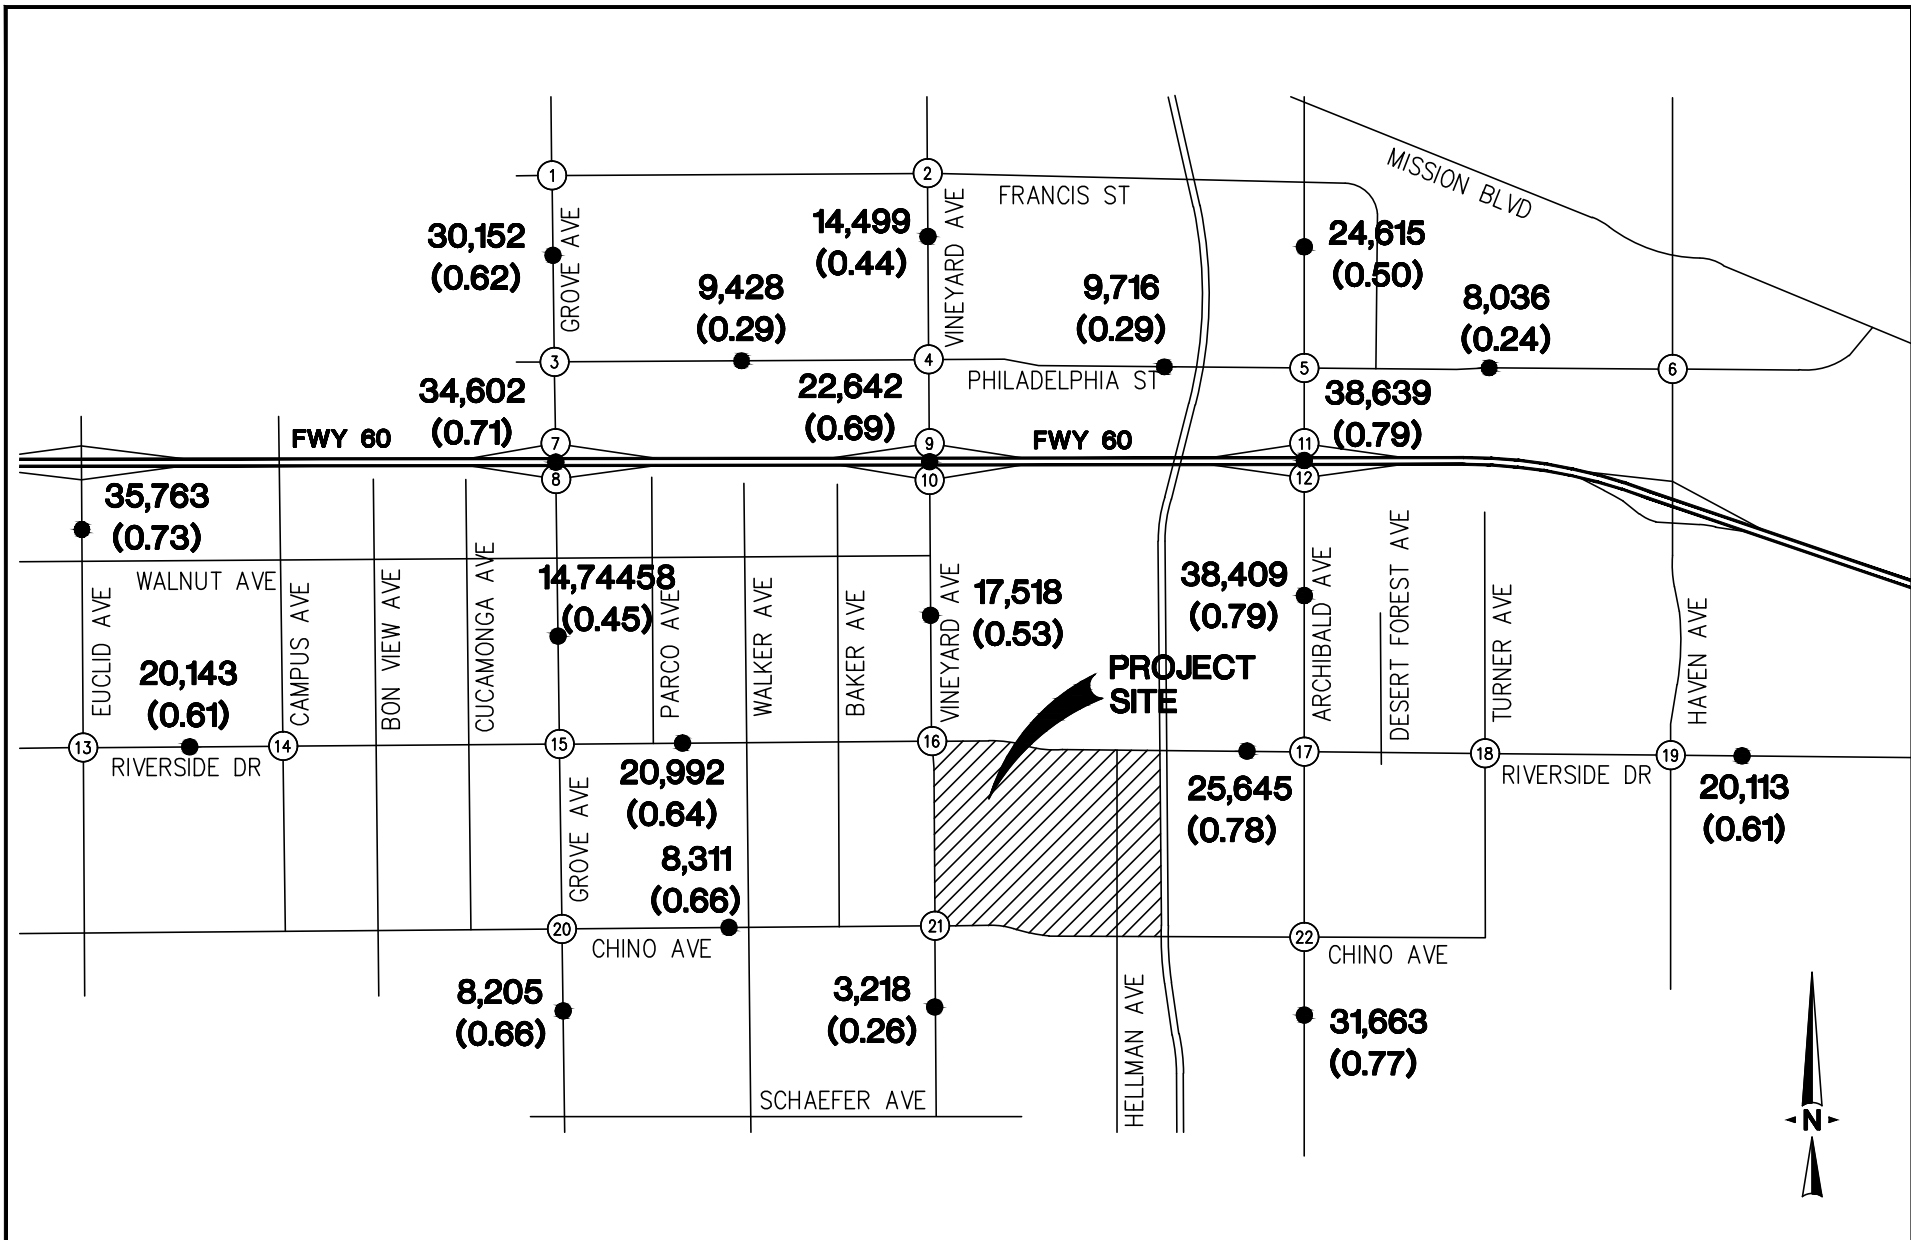 1
2
FRANCIS ST
MISSION BLVD
30,152
(0.62)
GROVE AVE
14,499
(0.44)
VINEYARD AVE
24,615
(0.50)
9,428
(0.29)
9,716
(0.29)
8,036
(0.24)
3
4
5
6
PHILADELPHIA ST
34,602
(0.71)
22,642
(0.69)
38,639
(0.79)
FWY 60
7
9
FWY 60
11
8
10
12
35,763
(0.73)
WALNUT AVE
EUCLID AVE
CAMPUS AVE
BON VIEW AVE
CUCAMONGA AVE
14,74458
(0.45)
PARCO AVE
WALKER AVE
BAKER AVE
VINEYARD AVE
17,518
(0.53)
38,409
(0.79)
ARCHIBALD AVE
DESERT FOREST AVE
TURNER AVE
HAVEN AVE
20,143
(0.61)
PROJECT
SITE
13
14
15
16
17
18
19
RIVERSIDE DR
RIVERSIDE DR
20,992
(0.64)
25,645
(0.78)
20,113
(0.61)
GROVE AVE
8,311
(0.66)
20
21
22
CHINO AVE
CHINO AVE
8,205
(0.66)
3,218
(0.26)
HELLMAN AVE
31,663
(0.77)
SCHAEFER AVE
N